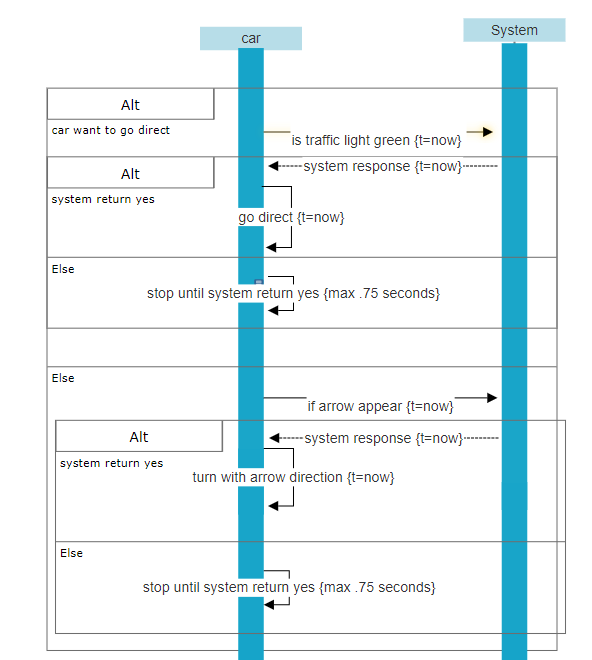 car
System
Alt
car want to go direct
is traffic light green {t=now}
system response {t=now}
Alt
system return yes
go direct {t=now}
Else
stop until system return yes {max .75 seconds}
Else
if arrow appear {t=now}
Alt
system response {t=now}
system return yes
turn with arrow direction {t=now}
Else
stop until system return yes {max .75 seconds}